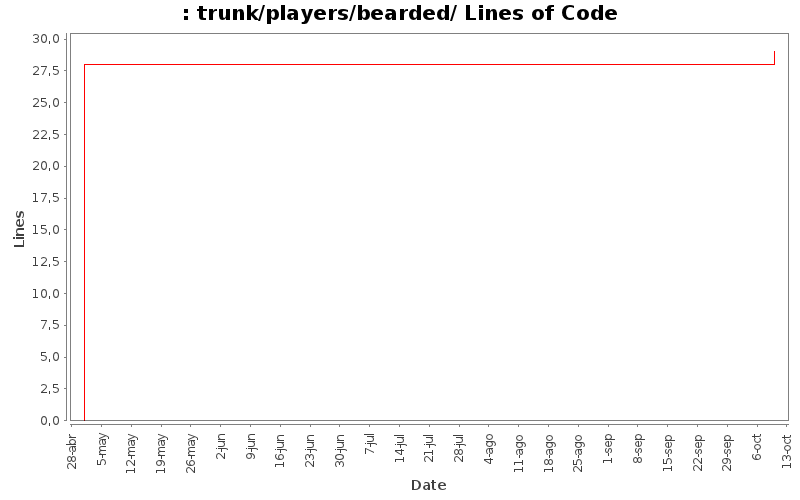 : trunk/players/bearded/ Lines of Code
30,0
27,5
25,0
22,5
20,0
17,5
15,0
12,5
10,0
7,5
5,0
2,5
0,0
Lines
28-abr
5-may
12-may
19-may
26-may
2-jun
9-jun
16-jun
23-jun
30-jun
7-jul
14-jul
21-jul
28-jul
4-ago
11-ago
18-ago
25-ago
1-sep
8-sep
15-sep
22-sep
29-sep
6-oct
13-oct
Date